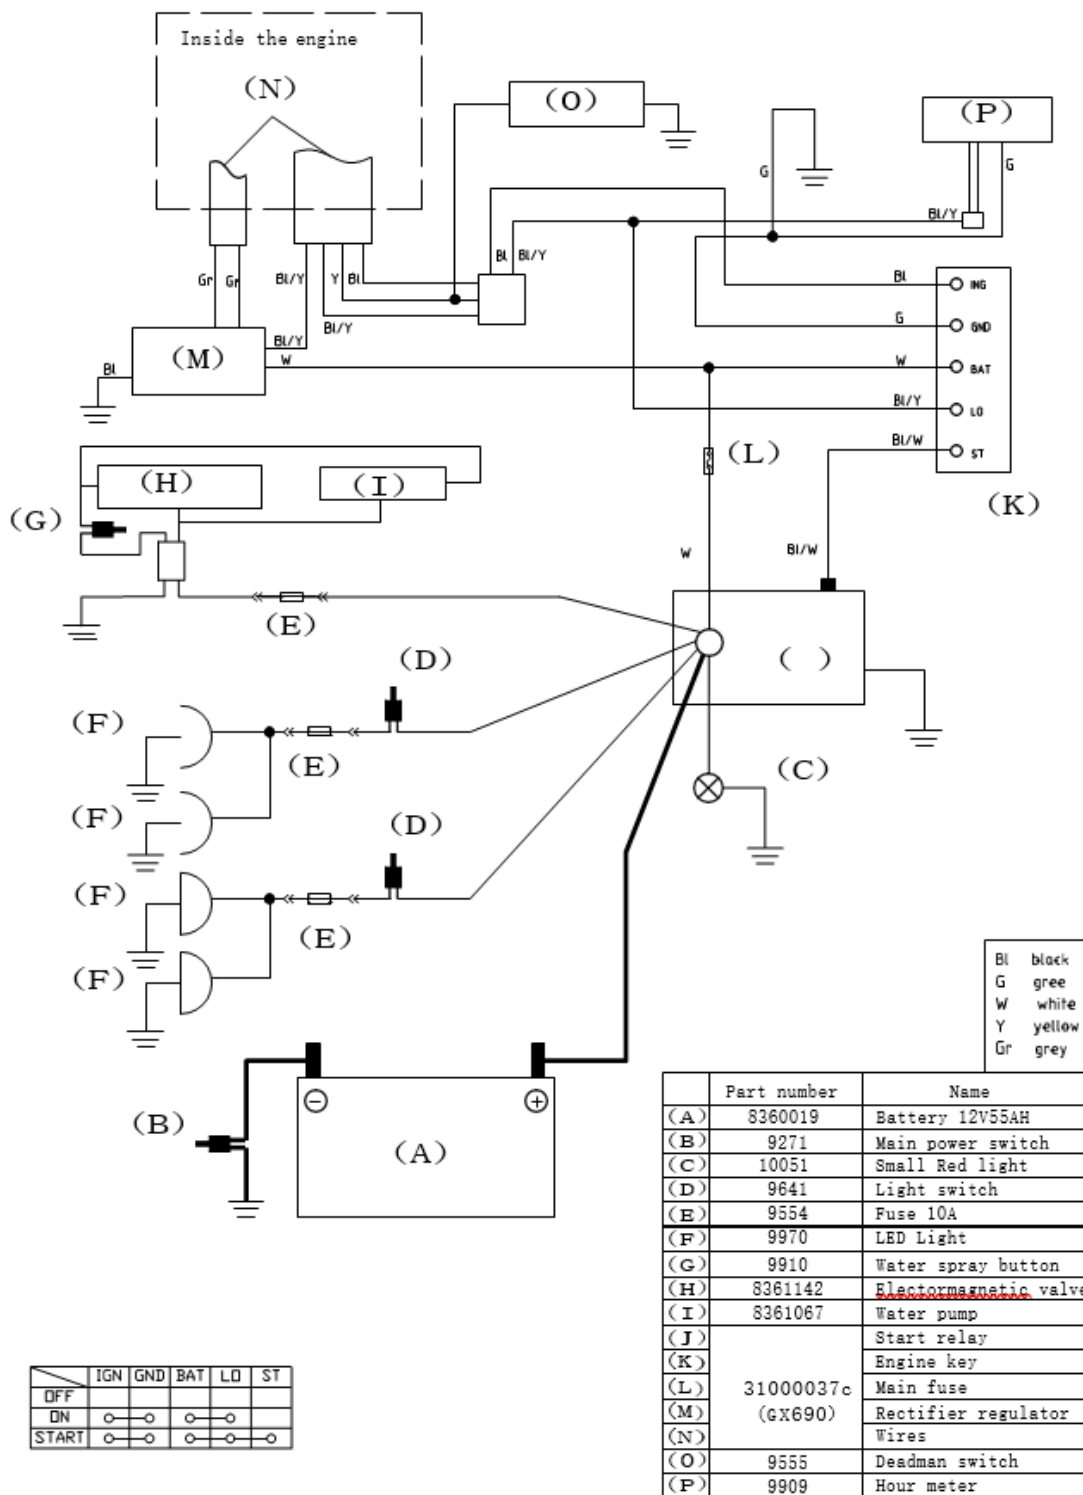 Inside the engine
(N)
(O)
(P)
G
G
Bl/Y
Bl Bl/Y
Gr Gr Bl/Y Y Bl
Bl/Y
Bl ING
G GND
W BAT
Bl/Y LO
Bl/W ST
(K)
(M)
Bl/Y
W
Bl
(L)
(H)
(I)
(G)
W
Bl/W
(E)
( )
(D)
(F)
(E)
(C)
(F)
(D)
(F)
(E)
(F)
Bl black
G gree
W white
Y yellow
Gr grey
(B)
− +
(A)
Part number Name
(A) 8360019 Battery 12V55AH
(B) 9271 Main power switch
(C) 10051 Small Red light
(D) 9641 Light switch
(E) 9554 Fuse 10A
(F) 9970 LED Light
(G) 9910 Water spray button
(H) 8361142 Electormagnetic valve
(I) 8361067 Water pump
(J) Start relay
(K) Engine key
(L) 31000037c Main fuse
(M) (GX690) Rectifier regulator
(N) Wires
(O) 9555 Deadman switch
(P) 9909 Hour meter
IGN GND BAT LO ST
OFF
ON
START